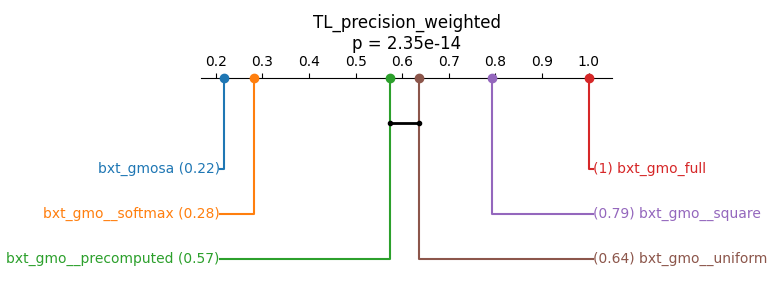 TL_precision_weighted
p = 2.35e-14
0.2 0.3 0.4 0.5 0.6 0.7 0.8 0.9 1.0
bxt_gmosa (0.22)
(1) bxt_gmo_full
bxt_gmo__softmax (0.28)
(0.79) bxt_gmo__square
bxt_gmo__precomputed (0.57)
(0.64) bxt_gmo__uniform